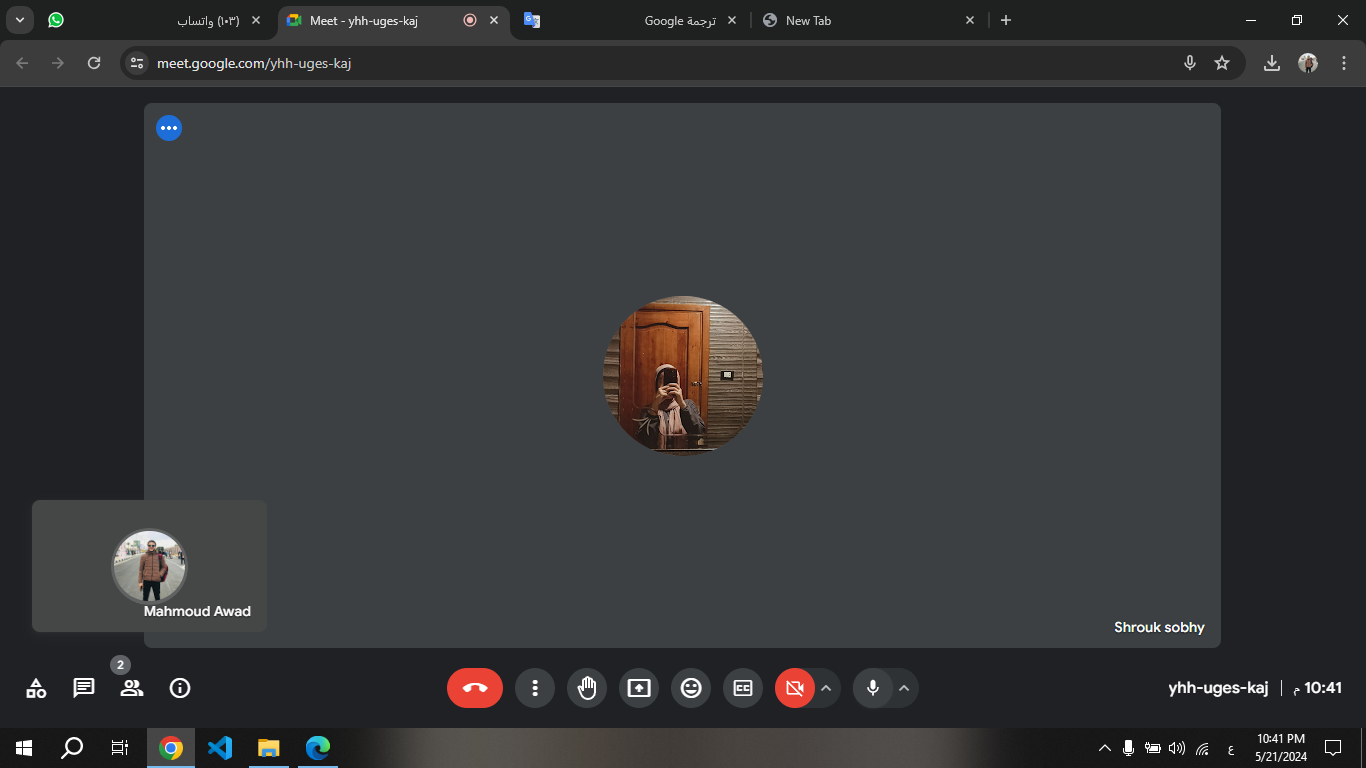 (١٠٣) واتساب
Meet - yhh-uges-kaj
ترجمة Google
New Tab
meet.google.com/yhh-uges-kaj
Mahmoud Awad
Shrouk sobhy
2
CC
yhh-uges-kaj
10:41 م
ع
10:41 PM
5/21/2024